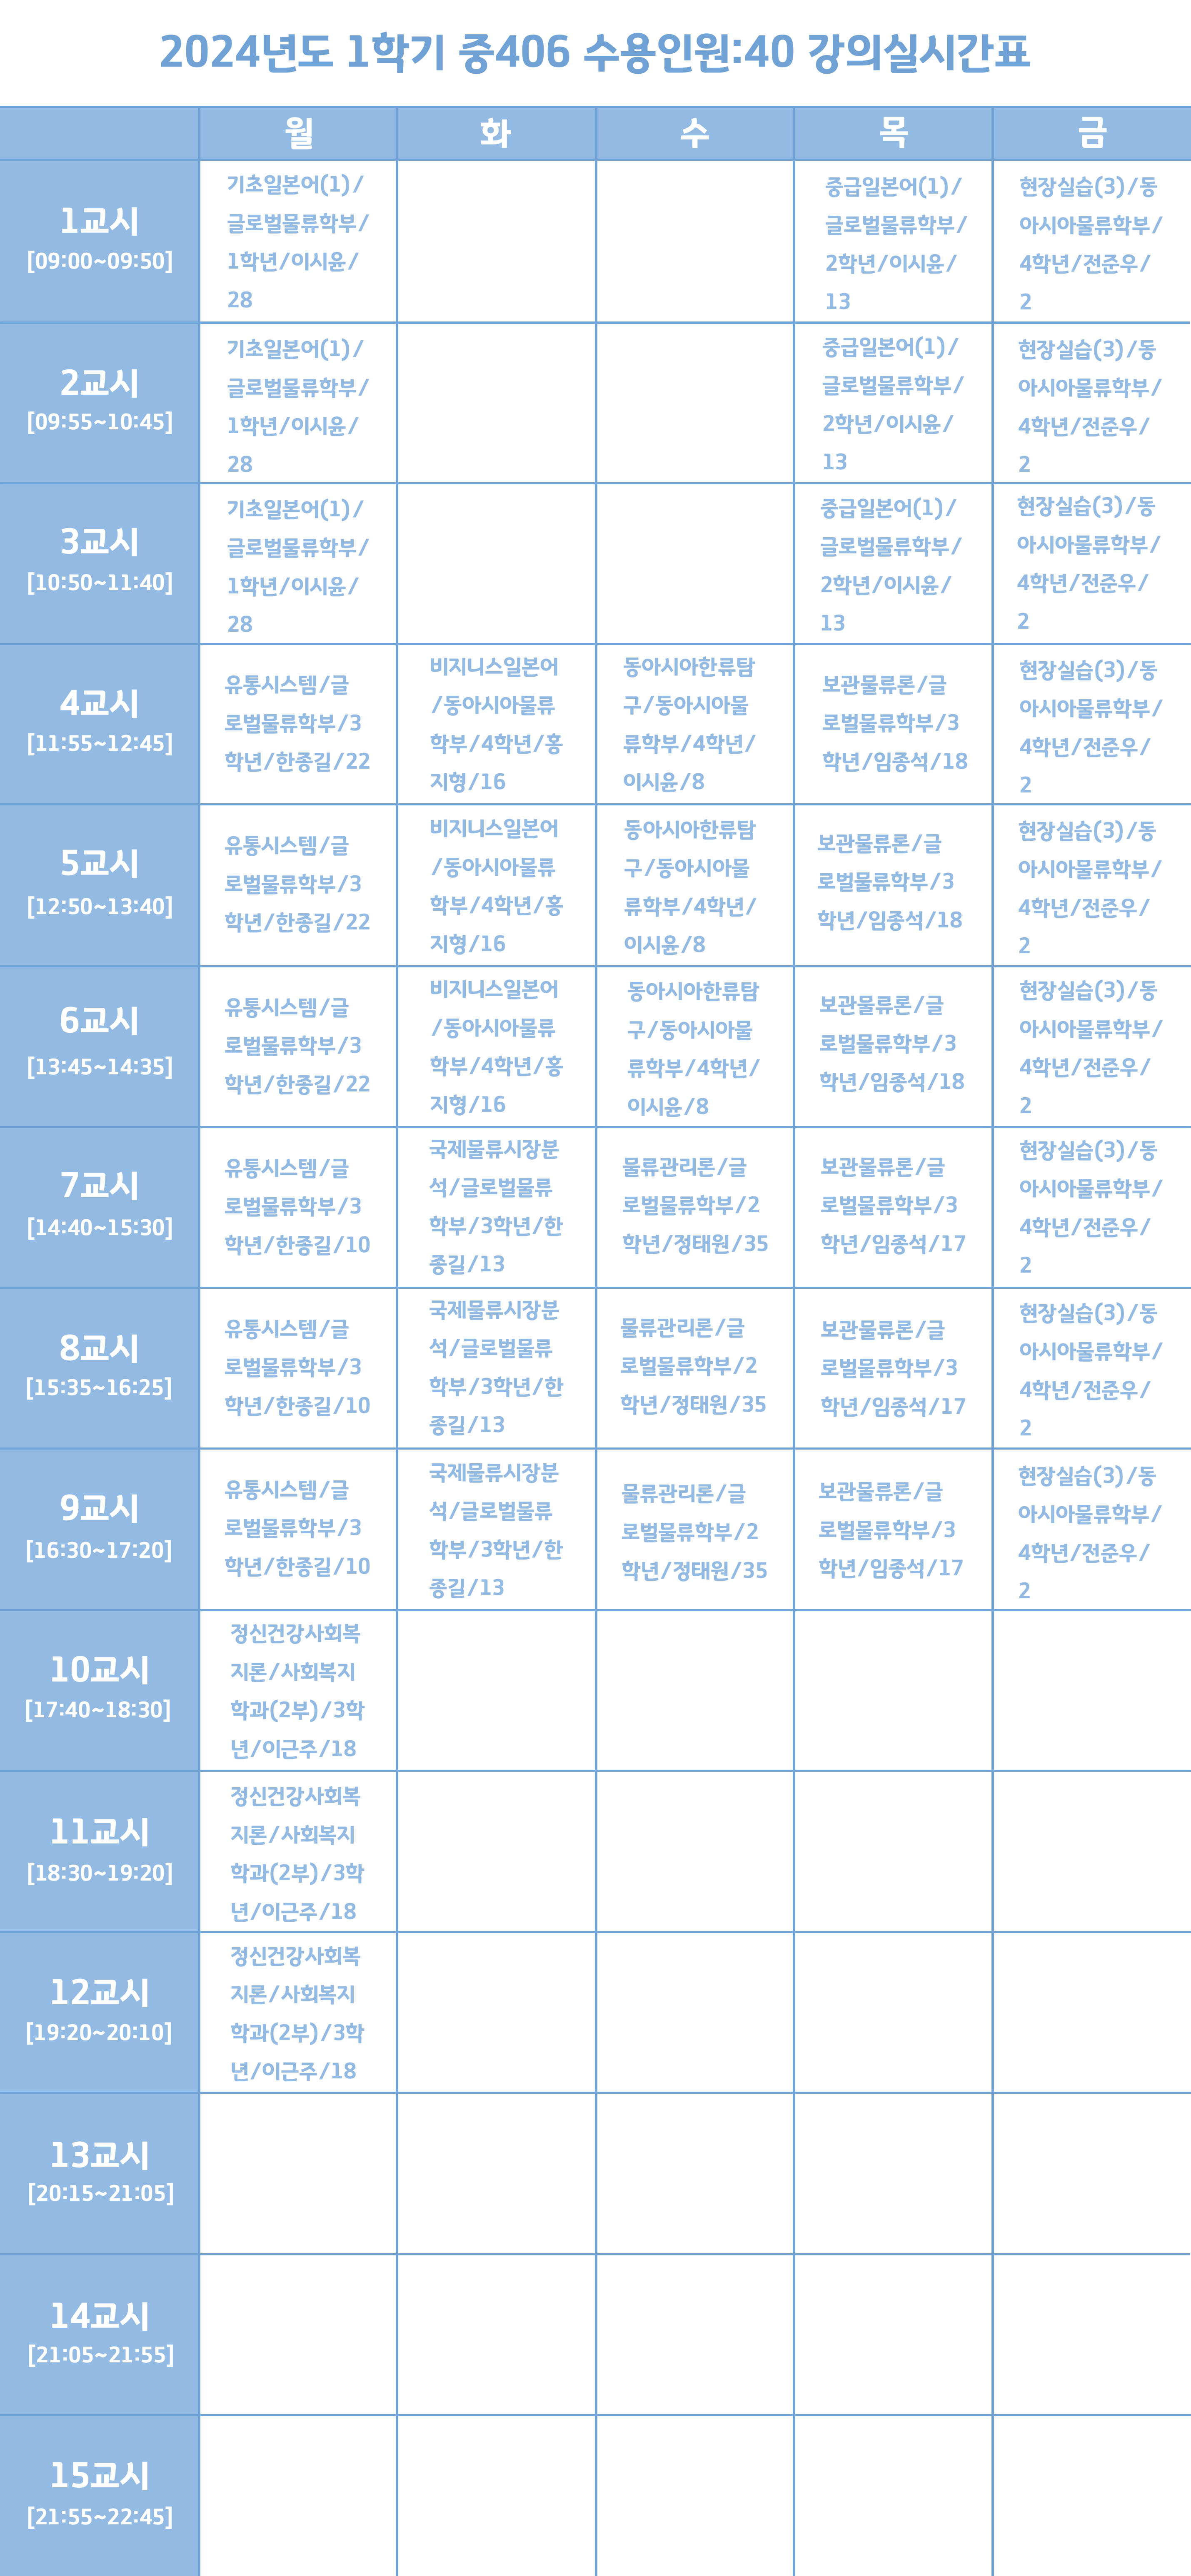 2024년도 1학기 중406 수용인원:40 강의실시간표
월 화 수 목 금
1교시
[09:00~09:50]
기초일본어(1)/
글로벌물류학부/
1학년/이시윤/
28
중급일본어(1)/
글로벌물류학부/
2학년/이시윤/
13
현장실습(3)/동
아시아물류학부/
4학년/전준우/
2
2교시
[09:55~10:45]
기초일본어(1)/
글로벌물류학부/
1학년/이시윤/
28
중급일본어(1)/
글로벌물류학부/
2학년/이시윤/
13
현장실습(3)/동
아시아물류학부/
4학년/전준우/
2
3교시
[10:50~11:40]
기초일본어(1)/
글로벌물류학부/
1학년/이시윤/
28
중급일본어(1)/
글로벌물류학부/
2학년/이시윤/
13
현장실습(3)/동
아시아물류학부/
4학년/전준우/
2
4교시
[11:55~12:45]
유통시스템/글
로벌물류학부/3
학년/한종길/22
비지니스일본어
/동아시아물류
학부/4학년/홍
지형/16
동아시아한류탐
구/동아시아물
류학부/4학년/
이시윤/8
보관물류론/글
로벌물류학부/3
학년/임종석/18
현장실습(3)/동
아시아물류학부/
4학년/전준우/
2
5교시
[12:50~13:40]
유통시스템/글
로벌물류학부/3
학년/한종길/22
비지니스일본어
/동아시아물류
학부/4학년/홍
지형/16
동아시아한류탐
구/동아시아물
류학부/4학년/
이시윤/8
보관물류론/글
로벌물류학부/3
학년/임종석/18
현장실습(3)/동
아시아물류학부/
4학년/전준우/
2
6교시
[13:45~14:35]
유통시스템/글
로벌물류학부/3
학년/한종길/22
비지니스일본어
/동아시아물류
학부/4학년/홍
지형/16
동아시아한류탐
구/동아시아물
류학부/4학년/
이시윤/8
보관물류론/글
로벌물류학부/3
학년/임종석/18
현장실습(3)/동
아시아물류학부/
4학년/전준우/
2
7교시
[14:40~15:30]
유통시스템/글
로벌물류학부/3
학년/한종길/10
국제물류시장분
석/글로벌물류
학부/3학년/한
종길/13
물류관리론/글
로벌물류학부/2
학년/정태원/35
보관물류론/글
로벌물류학부/3
학년/임종석/17
현장실습(3)/동
아시아물류학부/
4학년/전준우/
2
8교시
[15:35~16:25]
유통시스템/글
로벌물류학부/3
학년/한종길/10
국제물류시장분
석/글로벌물류
학부/3학년/한
종길/13
물류관리론/글
로벌물류학부/2
학년/정태원/35
보관물류론/글
로벌물류학부/3
학년/임종석/17
현장실습(3)/동
아시아물류학부/
4학년/전준우/
2
9교시
[16:30~17:20]
유통시스템/글
로벌물류학부/3
학년/한종길/10
국제물류시장분
석/글로벌물류
학부/3학년/한
종길/13
물류관리론/글
로벌물류학부/2
학년/정태원/35
보관물류론/글
로벌물류학부/3
학년/임종석/17
현장실습(3)/동
아시아물류학부/
4학년/전준우/
2
10교시
[17:40~18:30]
정신건강사회복
지론/사회복지
학과(2부)/3학
년/이근주/18
11교시
[18:30~19:20]
정신건강사회복
지론/사회복지
학과(2부)/3학
년/이근주/18
12교시
[19:20~20:10]
정신건강사회복
지론/사회복지
학과(2부)/3학
년/이근주/18
13교시
[20:15~21:05]
14교시
[21:05~21:55]
15교시
[21:55~22:45]